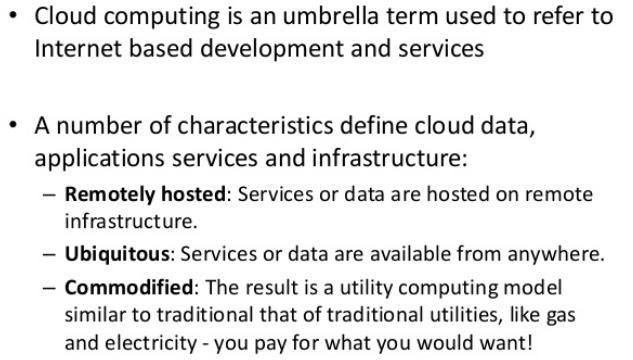 • Cloud computing is an umbrella term used to refer to
Internet based development and services
• A number of characteristics define cloud data,
applications services and infrastructure:
– Remotely hosted: Services or data are hosted on remote
infrastructure.
– Ubiquitous: Services or data are available from anywhere.
– Commodified: The result is a utility computing model
similar to traditional that of traditional utilities, like gas
and electricity - you pay for what you would want!